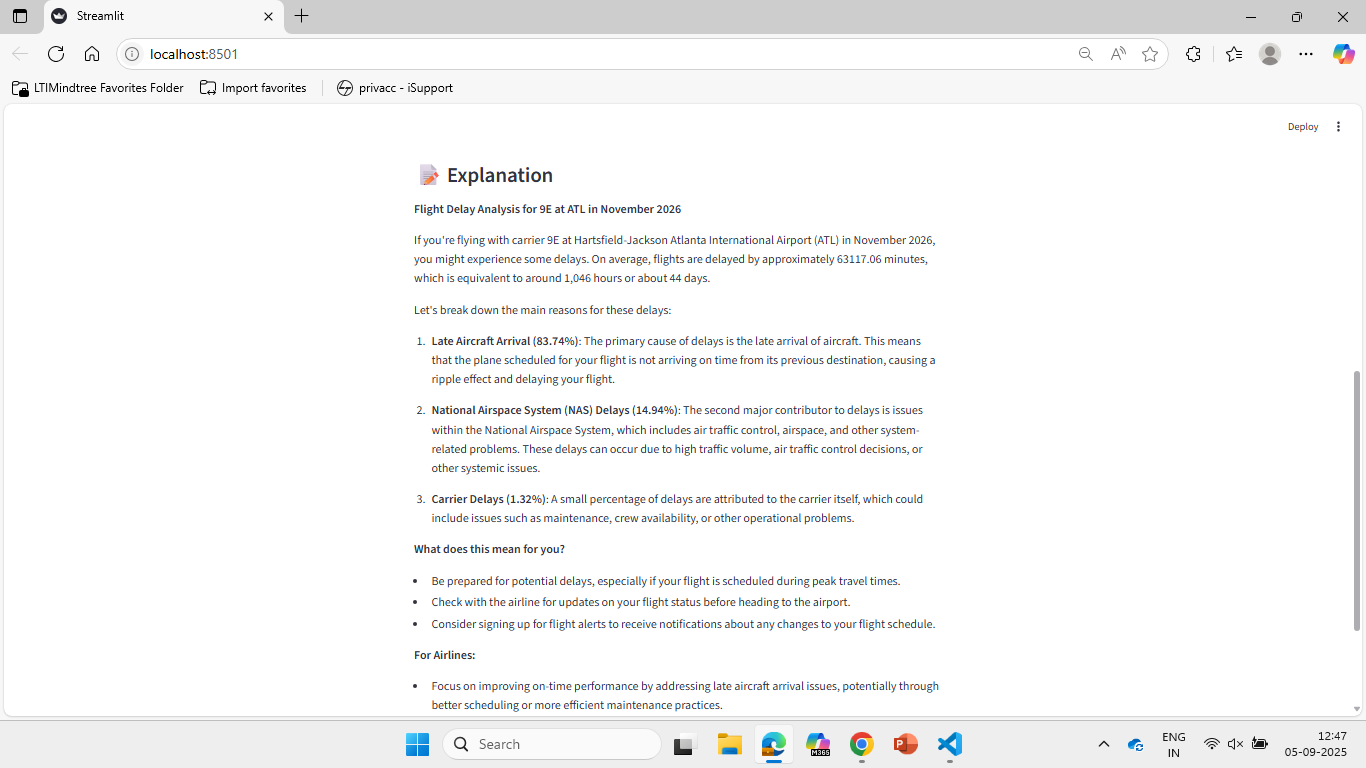 Streamlit
localhost:8501
LTIMindtree Favorites Folder Import favorites privacc - iSupport
Deploy
Explanation
Flight Delay Analysis for 9E at ATL in November 2026
If you're flying with carrier 9E at Hartsfield-Jackson Atlanta International Airport (ATL) in November 2026,
you might experience some delays. On average, flights are delayed by approximately 63117.06 minutes,
which is equivalent to around 1,046 hours or about 44 days.
Let's break down the main reasons for these delays:
1. Late Aircraft Arrival (83.74%): The primary cause of delays is the late arrival of aircraft. This means
that the plane scheduled for your flight is not arriving on time from its previous destination, causing a
ripple effect and delaying your flight.
2. National Airspace System (NAS) Delays (14.94%): The second major contributor to delays is issues
within the National Airspace System, which includes air traffic control, airspace, and other system-
related problems. These delays can occur due to high traffic volume, air traffic control decisions, or
other systemic issues.
3. Carrier Delays (1.32%): A small percentage of delays are attributed to the carrier itself, which could
include issues such as maintenance, crew availability, or other operational problems.
What does this mean for you?
• Be prepared for potential delays, especially if your flight is scheduled during peak travel times.
• Check with the airline for updates on your flight status before heading to the airport.
• Consider signing up for flight alerts to receive notifications about any changes to your flight schedule.
For Airlines:
• Focus on improving on-time performance by addressing late aircraft arrival issues, potentially through
better scheduling or more efficient maintenance practices.
Search
M365
ENG
IN
12:47
05-09-2025